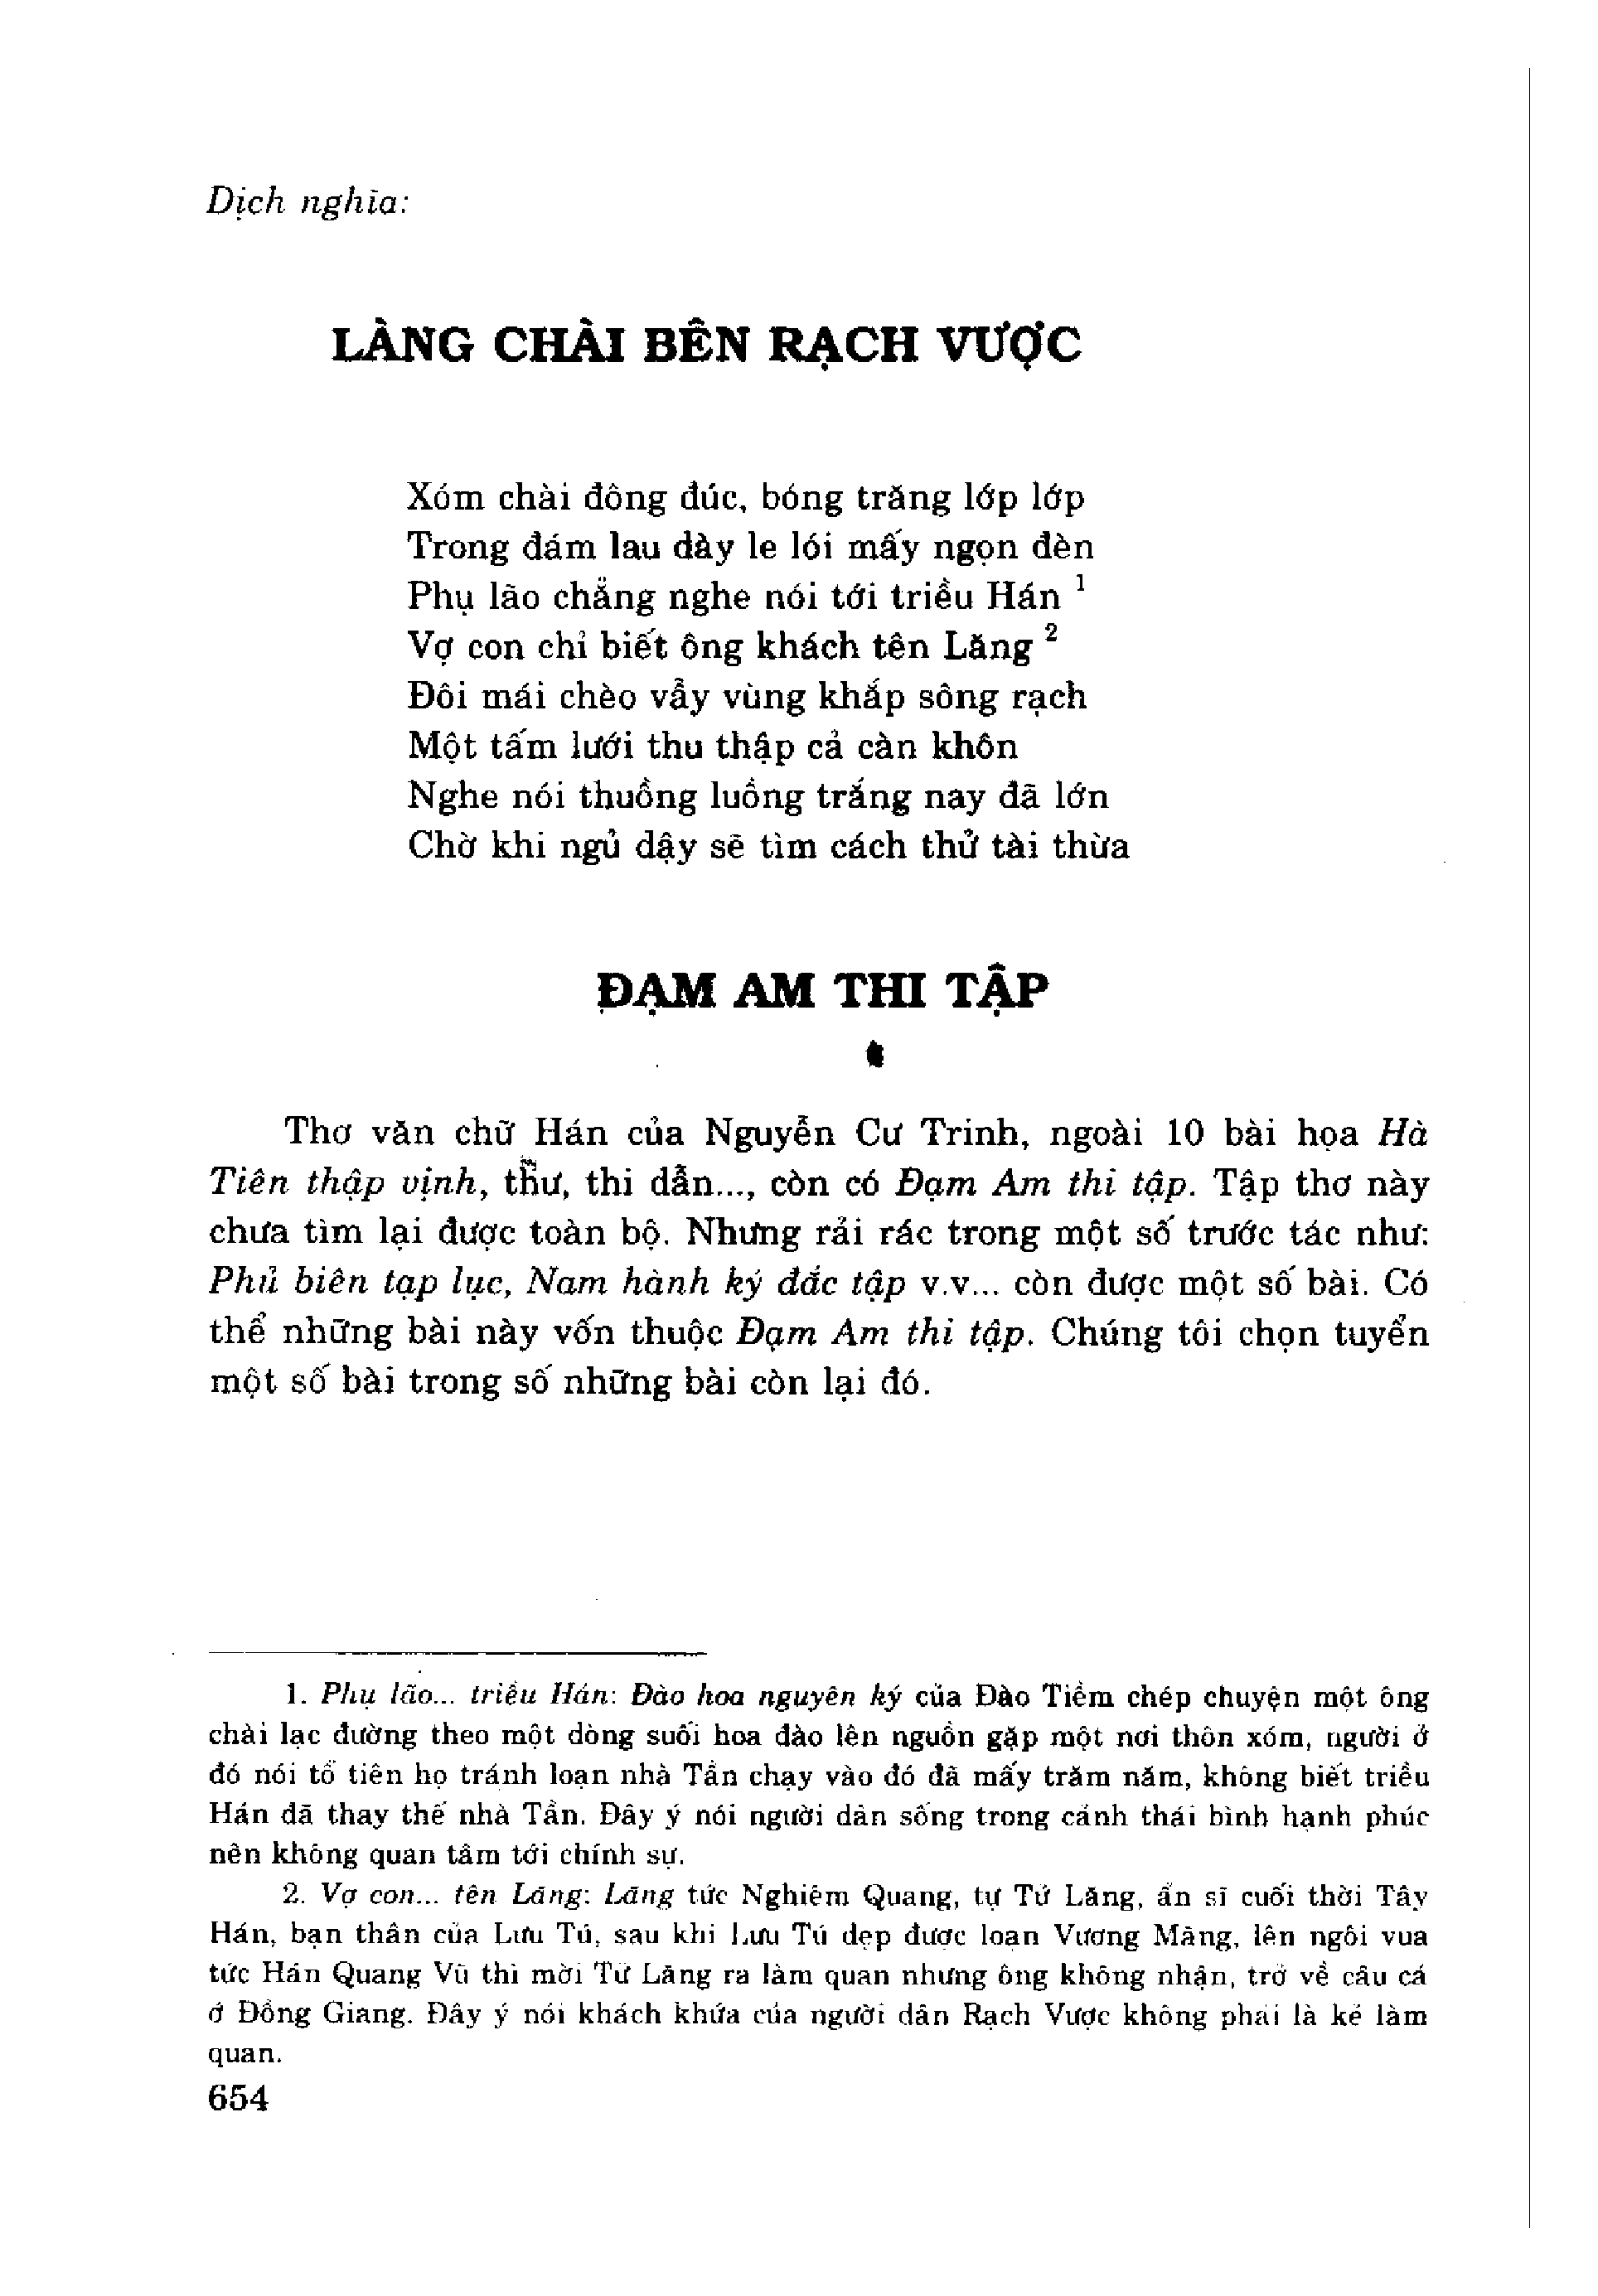 Dịch nghĩa:
LÀNG CHÀI BÊN RẠCH VƯỢC
Xóm chài đông đúc, bóng trăng lớp lớp
Trong đám lau dày le lói mấy ngọn đèn
Phụ lão chẳng nghe nói tới triều Hán ¹
Vợ con chỉ biết ông khách tên Lăng ²
Đôi mái chèo vẫy vùng khắp sông rạch
Một tấm lưới thu thập cả càn khôn
Nghe nói thuồng luồng trắng nay đã lớn
Chờ khi ngủ dậy sẽ tìm cách thử tài thừa
ĐẠM AM THI TẬP
Thơ văn chữ Hán của Nguyễn Cư Trinh, ngoài 10 bài họa Hà
Tiên thập vịnh, thư, thi dẫn..., còn có Đạm Am thi tập. Tập thơ này
chưa tìm lại được toàn bộ. Nhưng rải rác trong một số trước tác như:
Phủ biên tạp lục, Nam hành ký đắc tập v.v... còn được một số bài. Có
thể những bài này vốn thuộc Đạm Am thi tập. Chúng tôi chọn tuyển
một số bài trong số những bài còn lại đó.
1. Phụ lão... triều Hán: Đào hoa nguyên ký của Đào Tiềm chép chuyện một ông
chài lạc đường theo một dòng suối hoa đào lên nguồn gặp một nơi thôn xóm, người ở
đó nói tổ tiên họ tránh loạn nhà Tần chạy vào đó đã mấy trăm năm, không biết triều
Hán đã thay thế nhà Tần. Đây ý nói người dân sống trong cảnh thái bình hạnh phúc
nên không quan tâm tới chính sự.
2. Vợ con... tên Lăng: Lăng tức Nghiêm Quang, tự Tử Lăng, ẩn sĩ cuối thời Tây
Hán, bạn thân của Lưu Tú, sau khi Lưu Tú dẹp được loạn Vương Mãng, lên ngôi vua
tức Hán Quang Vũ thì mời Tử Lăng ra làm quan nhưng ông không nhận, trở về câu cá
ở Đồng Giang. Đây ý nói khách khứa của người dân Rạch Vược không phải là kẻ làm
quan.
654